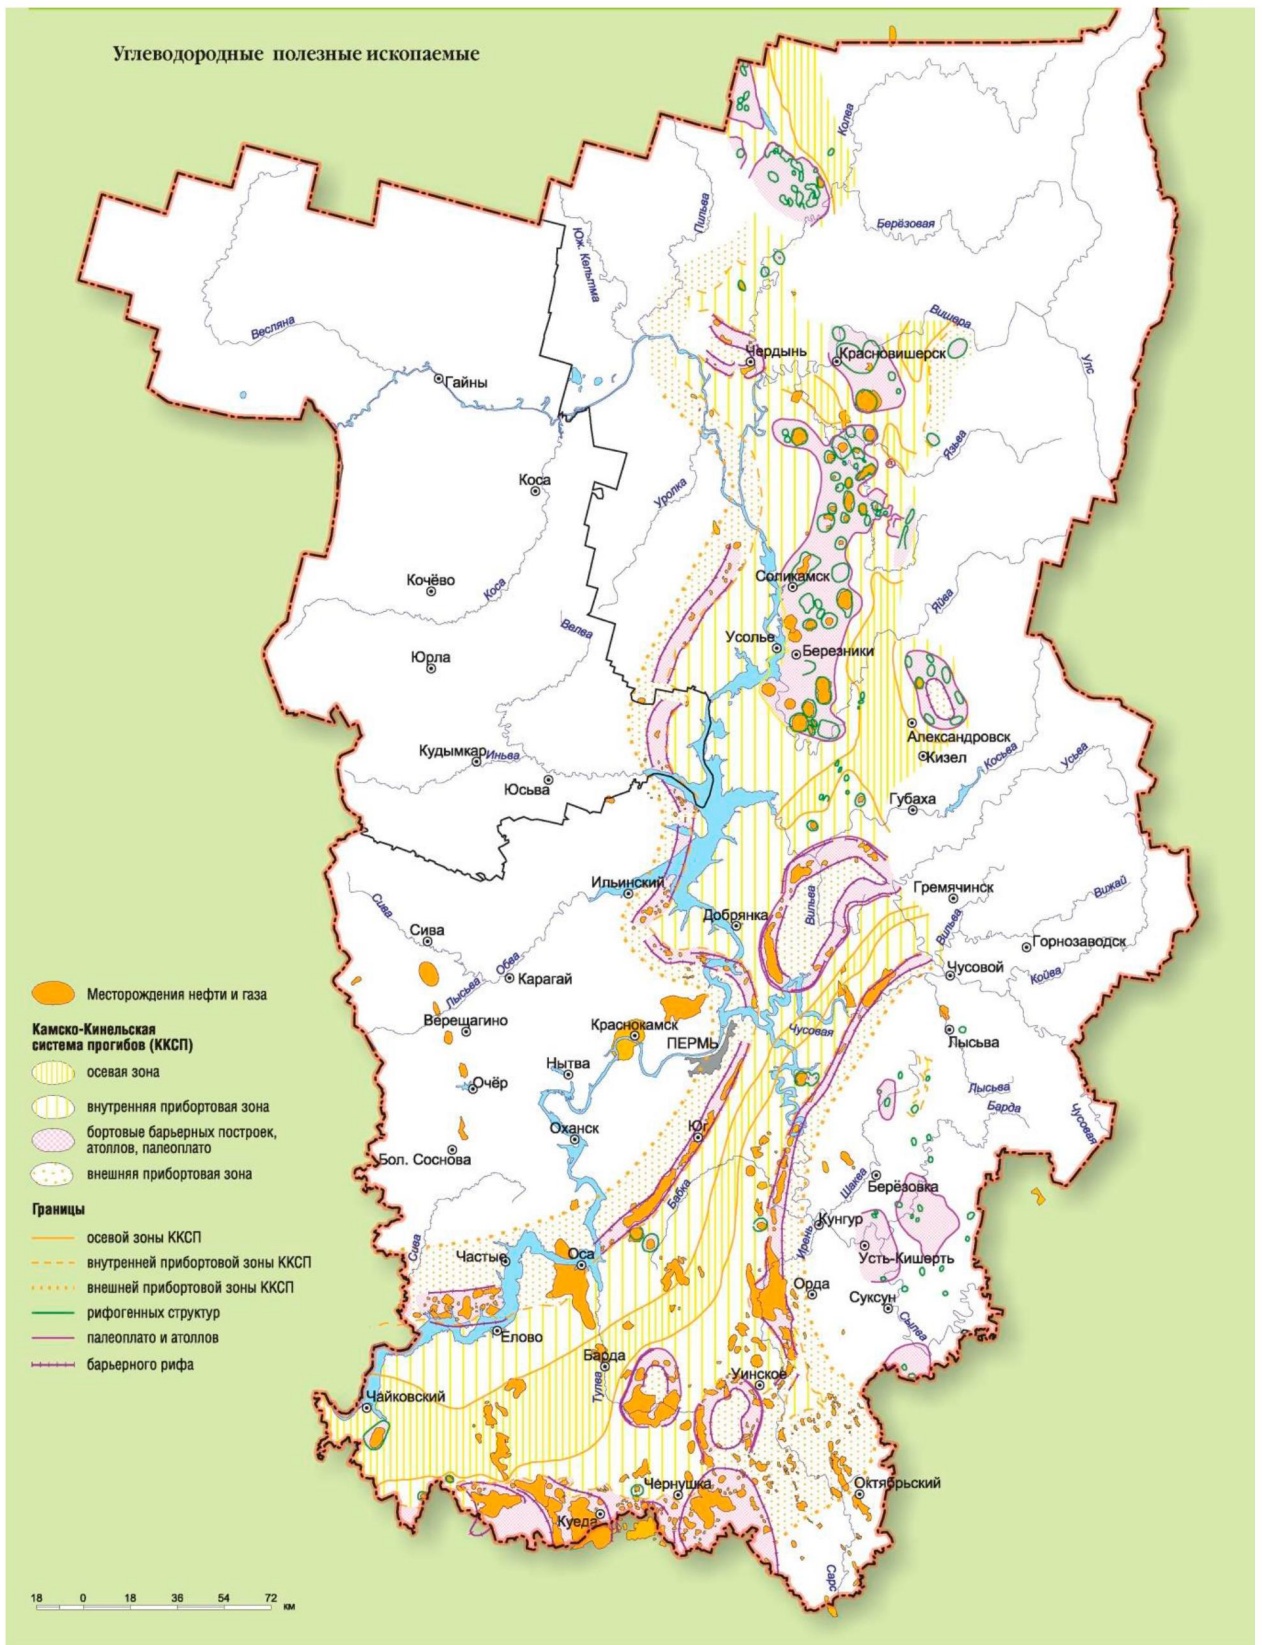 Углеводородные полезные ископаемые
Колва
Пильва
Берёзовая
Юж. Кельтма
Весляна
Вишера
Чердынь
Красновишерск
Улс
Гайны
Язьва
Коса
Уролка
Соликамск
Кочёво
Коса
Яйва
Велва
Усолье
Березники
Юрла
Александровск
Кудымкар
Иньва
Кизел
Косьва
Усьва
Юсьва
Губаха
Ильинский
Гремячинск
Вижай
Сива
Вильва
Добрянка
Вильва
Сива
Горнозаводск
Обва
Чусовой
Койва
Карагай
Лысьва
Верещагино
Краснокамск
ПЕРМЬ
Чусовая
Лысьва
Нытва
Очёр
Лысьва
Барда
Чусовая
Оханск
Юг
Бол. Соснова
Шаква
Берёзовка
Бабка
Кунгур
Ирень
Сива
Частые
Оса
Усть-Кишерть
Орда
Суксун
Сылва
Елово
Барда
Тулва
Уинское
Чайковский
Чернушка
Октябрьский
Куеда
Сарс
Месторождения нефти и газа
Камско-Кинельская
система прогибов (ККСП)
осевая зона
внутренняя прибортовая зона
бортовые барьерных построек,
атоллов, палеоплато
внешняя прибортовая зона
Границы
осевой зоны ККСП
внутренней прибортовой зоны ККСП
внешней прибортовой зоны ККСП
рифогенных структур
палеоплато и атоллов
барьерного рифа
18 0 18 36 54 72
км